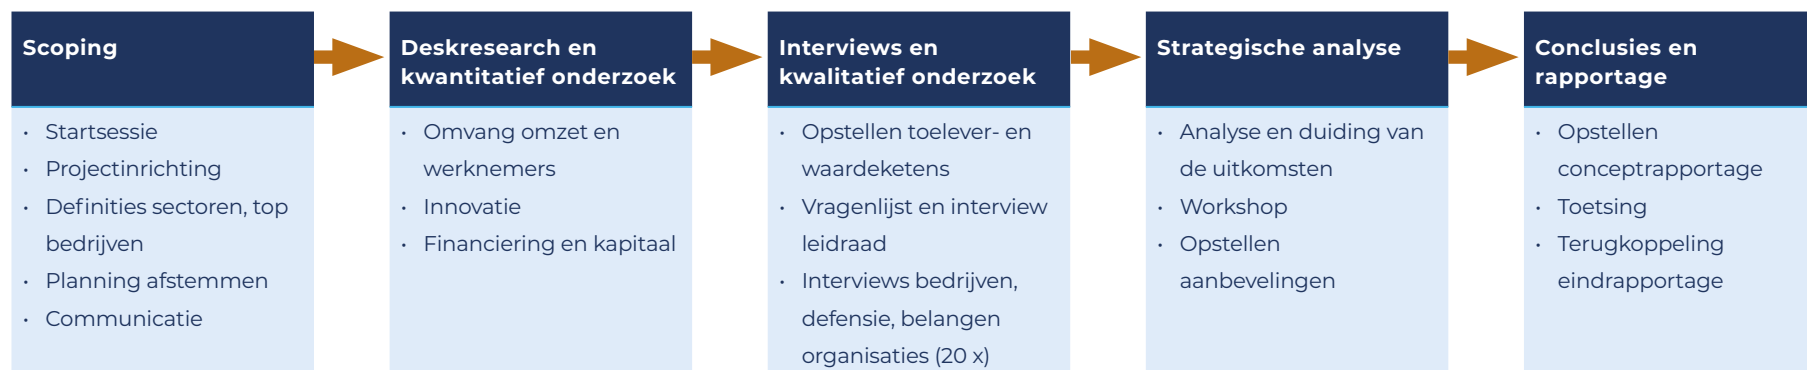 Scoping
• Startsessie
• Projectinrichting
• Definities sectoren, top
bedrijven
• Planning afstemmen
• Communicatie
Deskresearch en
kwantitatief onderzoek
• Omvang omzet en
werknemers
• Innovatie
• Financiering en kapitaal
Interviews en
kwalitatief onderzoek
• Opstellen toelever- en
waardeketens
• Vragenlijst en interview
leidraad
• Interviews bedrijven,
defensie, belangen
organisaties (20 x)
Strategische analyse
• Analyse en duiding van
de uitkomsten
• Workshop
• Opstellen
aanbevelingen
Conclusies en
rapportage
• Opstellen
conceptrapportage
• Toetsing
• Terugkoppeling
eindrapportage